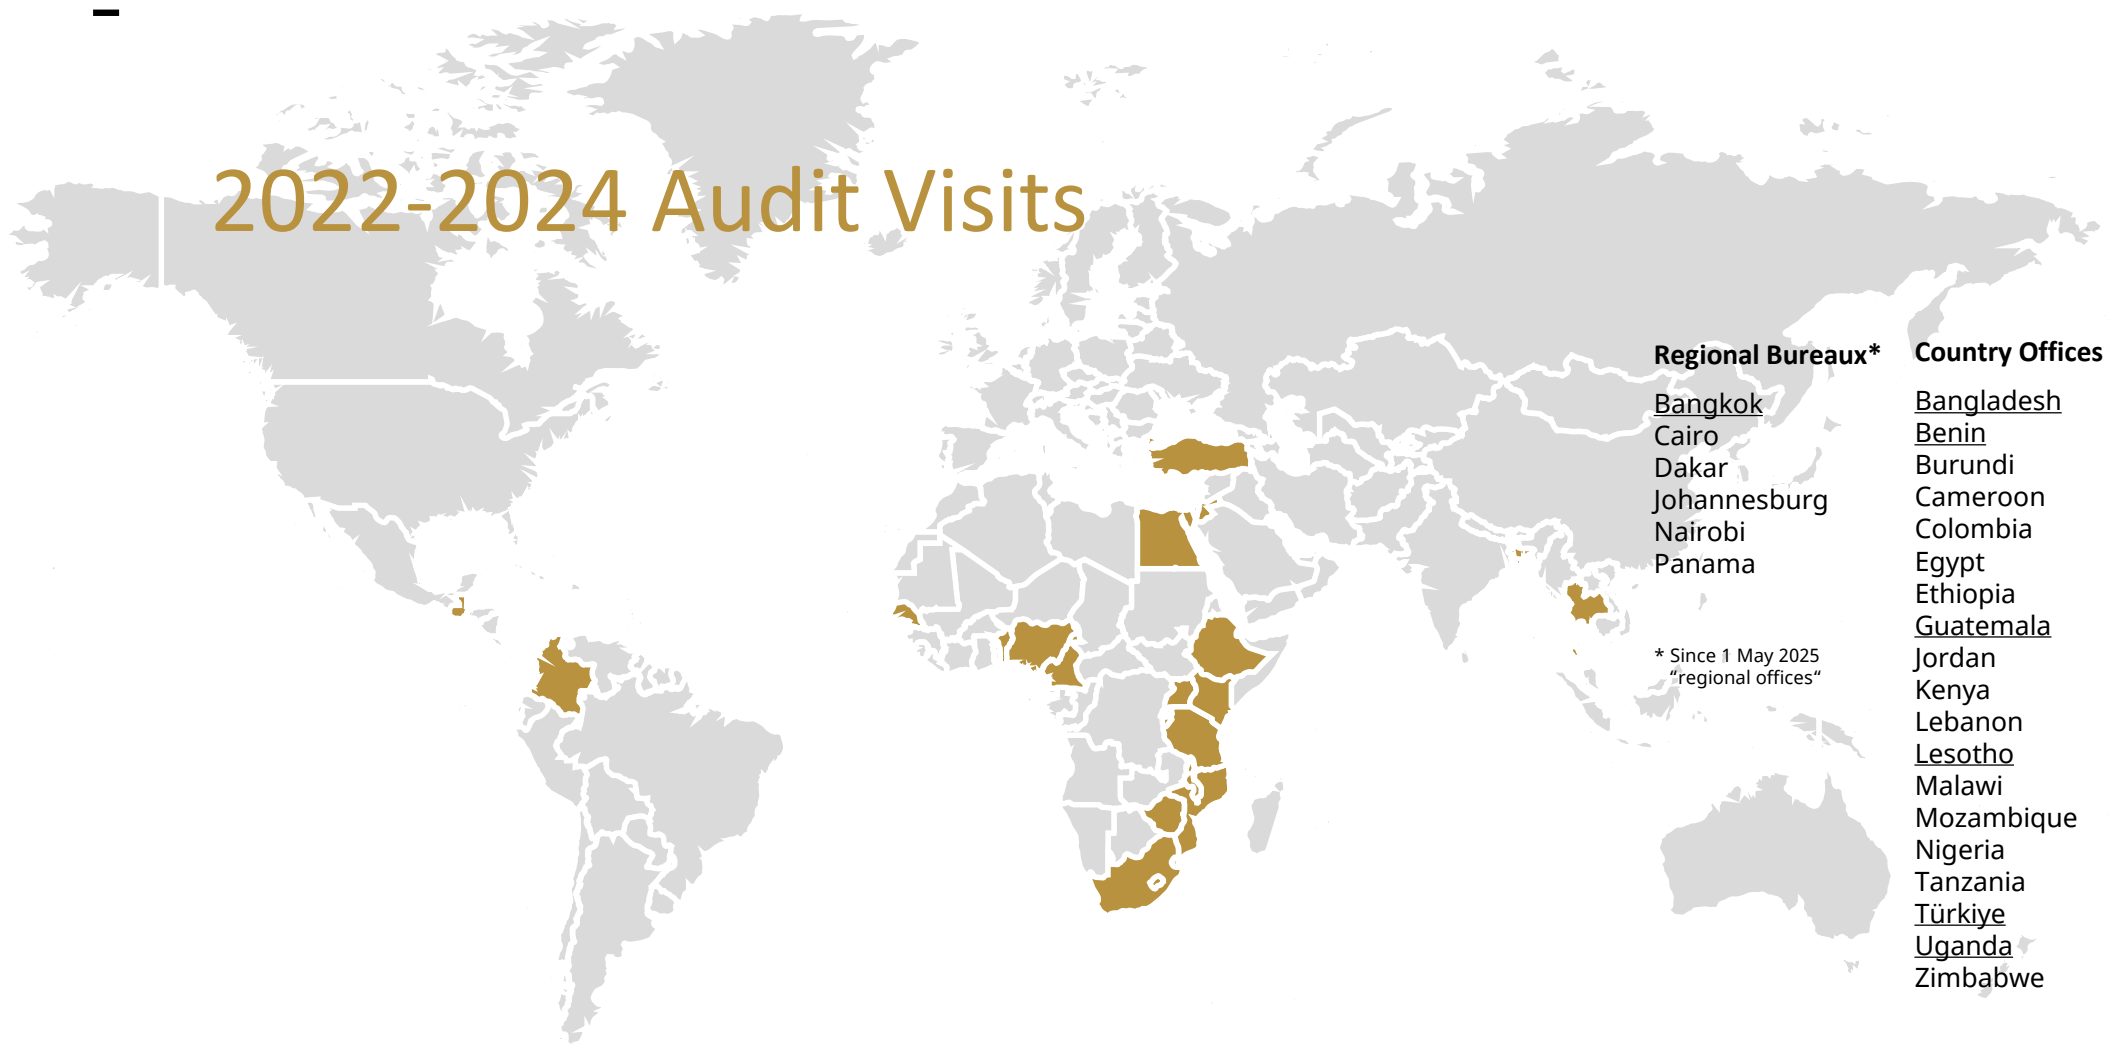 2022-2024 Audit Visits
Regional Bureaux*
Bangkok
Cairo
Dakar
Johannesburg
Nairobi
Panama
* Since 1 May 2025
“regional offices“
Country Offices
Bangladesh
Benin
Burundi
Cameroon
Colombia
Egypt
Ethiopia
Guatemala
Jordan
Kenya
Lebanon
Lesotho
Malawi
Mozambique
Nigeria
Tanzania
Türkiye
Uganda
Zimbabwe